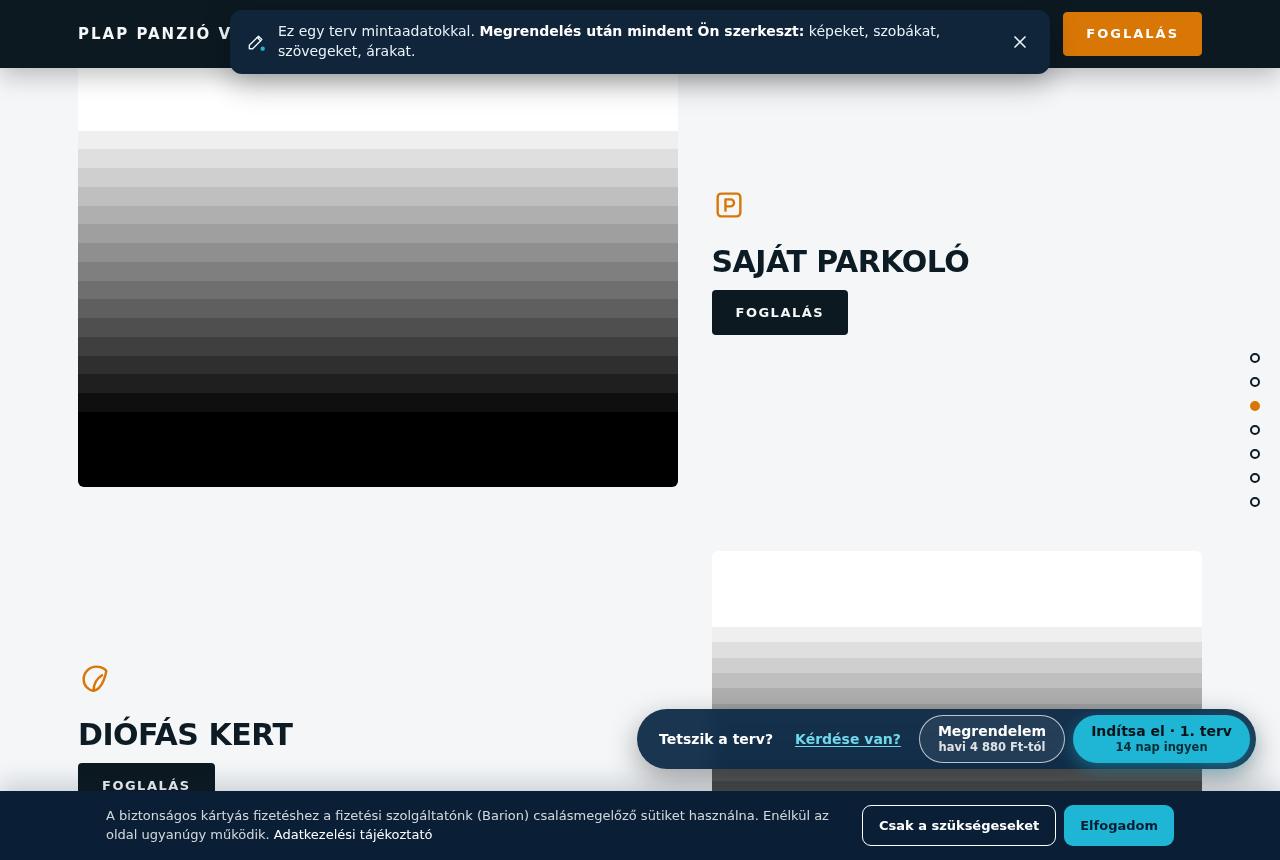 PLAP PANZIÓ V
Ez egy terv mintaadatokkal. Megrendelés után mindent Ön szerkeszt: képeket, szobákat,
szövegeket, árakat.
FOGLALÁS
SAJÁT PARKOLÓ
FOGLALÁS
DIÓFÁS KERT
FOGLALÁS
Tetszik a terv?
Kérdése van?
Megrendelem
havi 4 880 Ft-tól
Indítsa el · 1. terv
14 nap ingyen
A biztonságos kártyás fizetéshez a fizetési szolgáltatónk (Barion) csalásmegelőző sütiket használna. Enélkül az
oldal ugyanúgy működik. Adatkezelési tájékoztató
Csak a szükségeseket
Elfogadom